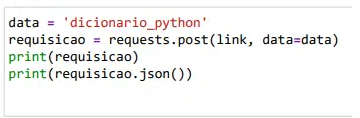 data = 'dicionario_python'
requisicao = requests.post(link, data=data)
print(requisicao)
print(requisicao.json())